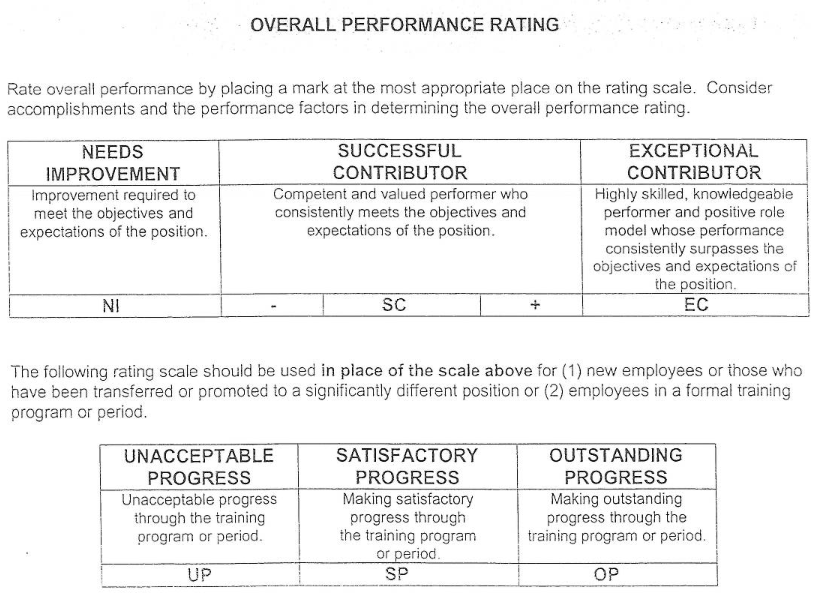 OVERALL PERFORMANCE RATING
Rate overall performance by placing a mark at the most appropriate place on the rating scale. Consider
accomplishments and the performance factors in determining the overall performance rating.
NEEDS
IMPROVEMENT
Improvement required to
meet the objectives and
expectations of the position.
NI
SUCCESSFUL
CONTRIBUTOR
Competent and valued performer who
consistently meets the objectives and
expectations of the position.
- SC +
EXCEPTIONAL
CONTRIBUTOR
Highly skilled, knowledgeable
performer and positive role
model whose performance
consistently surpasses the
objectives and expectations of
the position.
EC
The following rating scale should be used in place of the scale above for (1) new employees or those who
have been transferred or promoted to a significantly different position or (2) employees in a formal training
program or period.
UNACCEPTABLE
PROGRESS
Unacceptable progress
through the training
program or period.
UP
SATISFACTORY
PROGRESS
Making satisfactory
progress through
the training program
or period.
SP
OUTSTANDING
PROGRESS
Making outstanding
progress through the
training program or period.
OP